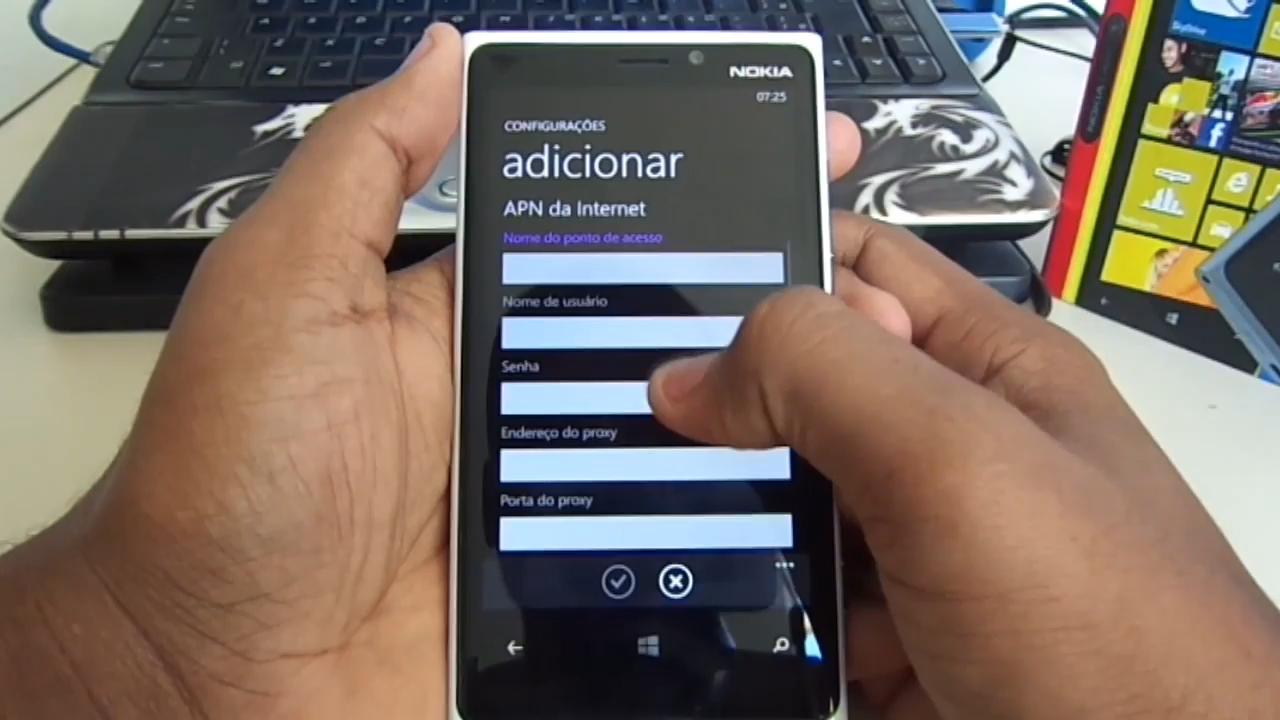 NOKIA
07:25
CONFIGURAÇÕES
adicionar
APN da Internet
Nome do ponto de acesso
Nome de usuário
Senha
Endereço do proxy
Porta do proxy
NOKIA